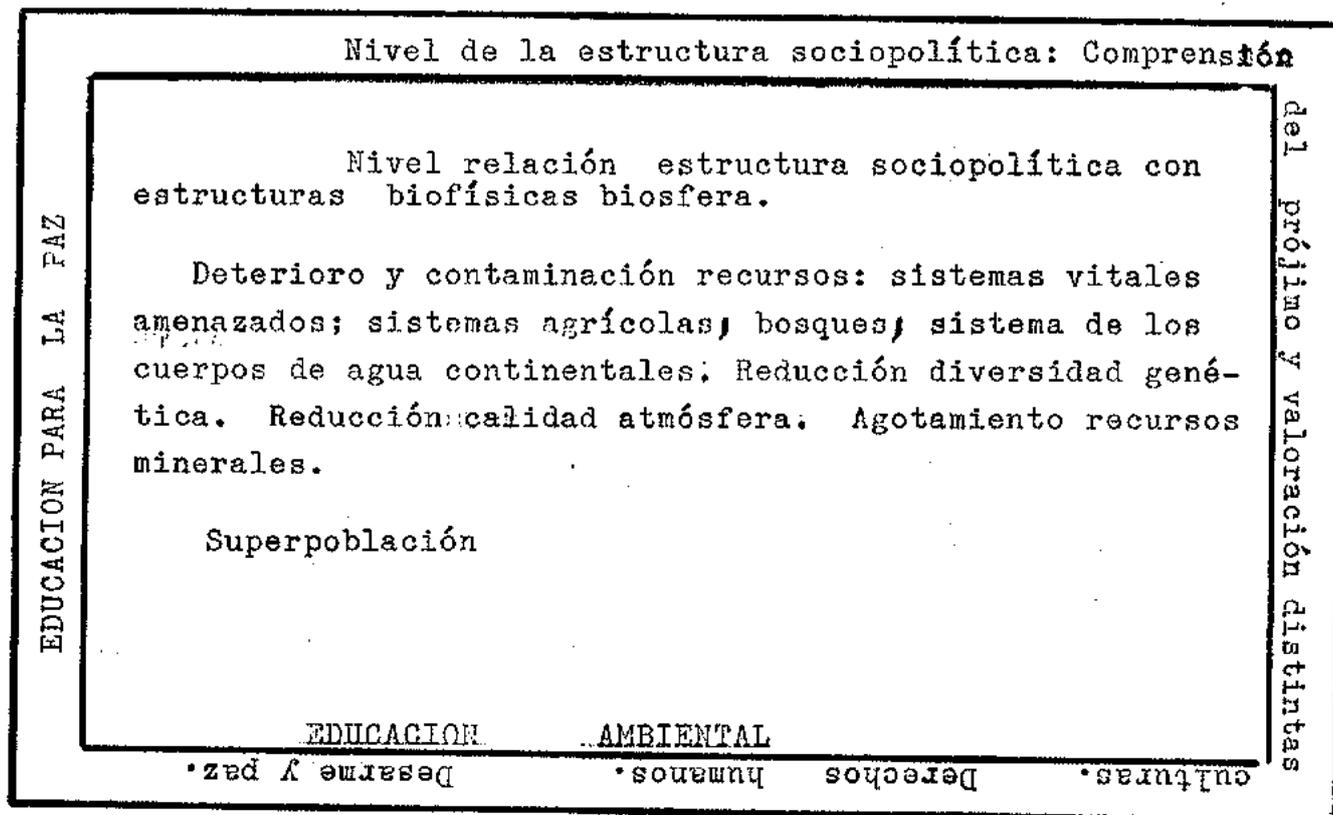 Nivel de la estructura sociopolítica: Comprensión
del prójimo y valoración distintas
culturas. Derechos humanos. Desarme y paz.
EDUCACION PARA LA PAZ
Nivel relación estructura sociopolítica con
estructuras biofísicas biosfera.
Deterioro y contaminación recursos: sistemas vitales
amenazados; sistemas agrícolas; bosques; sistema de los
cuerpos de agua continentales. Reducción diversidad gené-
tica. Reducción calidad atmósfera. Agotamiento recursos
minerales.
Superpoblación
EDUCACION AMBIENTAL